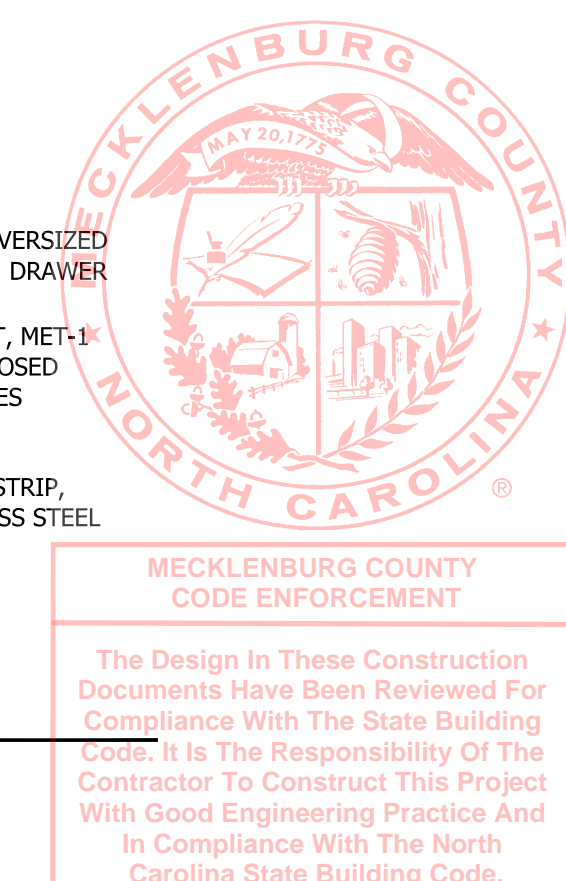 MECKLENBURG COUNTY
MAY 20,1775
NORTH CAROLINA ®
VERSIZED
DRAWER
T, MET-1
OSED
ES
STRIP,
SS STEEL
MECKLENBURG COUNTY
CODE ENFORCEMENT
The Design In These Construction
Documents Have Been Reviewed For
Compliance With The State Building
Code. It Is The Responsibility Of The
Contractor To Construct This Project
With Good Engineering Practice And
In Compliance With The North
Carolina State Building Code.